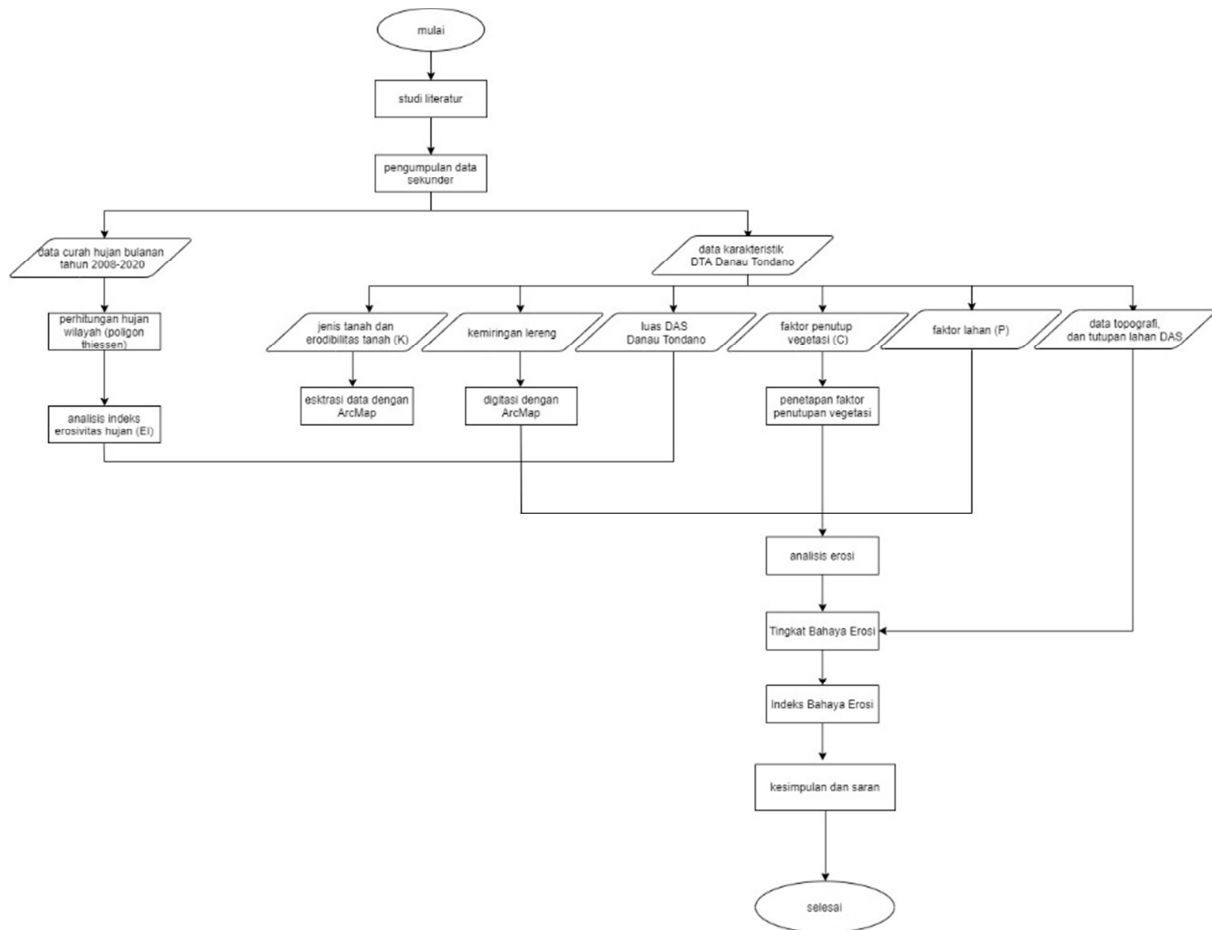 mulai
studi literatur
pengumpulan data
sekunder
data curah hujan bulanan
tahun 2008-2020
data karakteristik
DTA Danau Tondano
perhitungan hujan
wilayah (poligon
thiessen)
jenis tanah dan
erodibilitas tanah (K)
kemiringan lereng
luas DAS
Danau Tondano
faktor penutup
vegetasi (C)
faktor lahan (P)
data topografi,
dan tutupan lahan DAS
analisis indeks
erosivitas hujan (EI)
esktrasi data dengan
ArcMap
digitasi dengan
ArcMap
penetapan faktor
penutupan vegetasi
analisis erosi
Tingkat Bahaya Erosi
Indeks Bahaya Erosi
kesimpulan dan saran
selesai